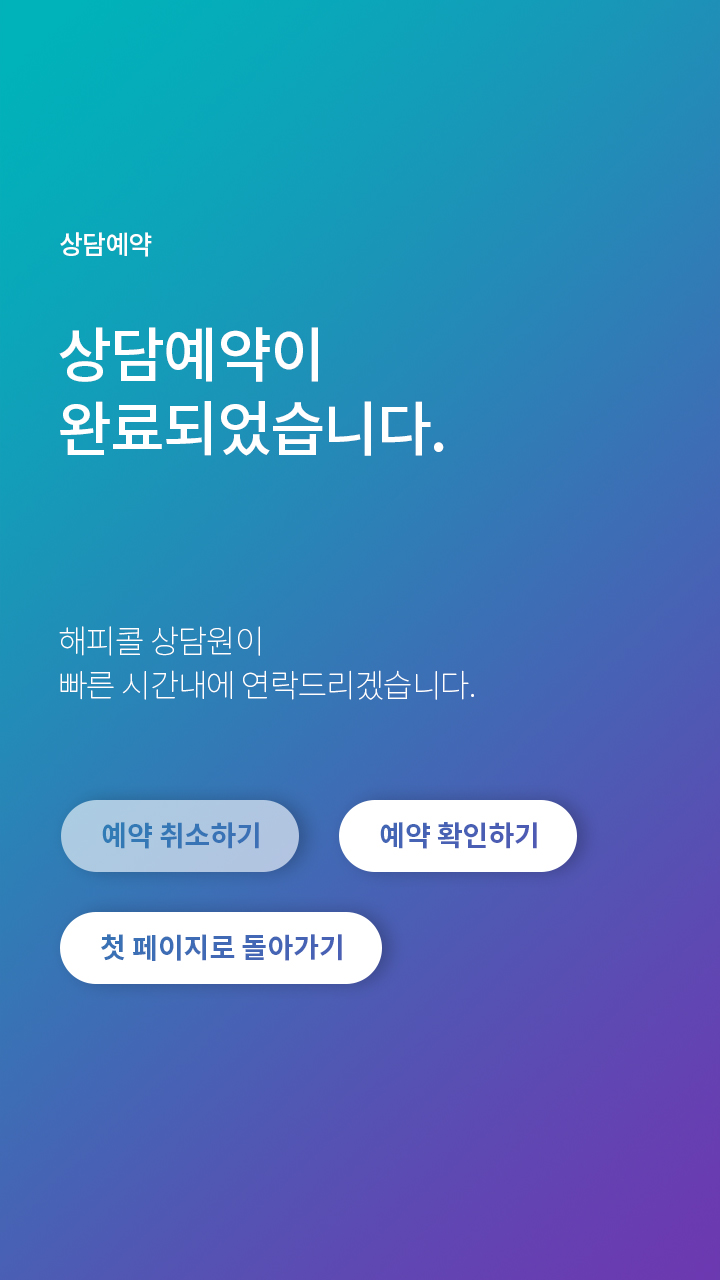 상담예약
상담예약이
완료되었습니다.
해피콜 상담원이
빠른 시간내에 연락드리겠습니다.
예약 취소하기
예약 확인하기
첫 페이지로 돌아가기